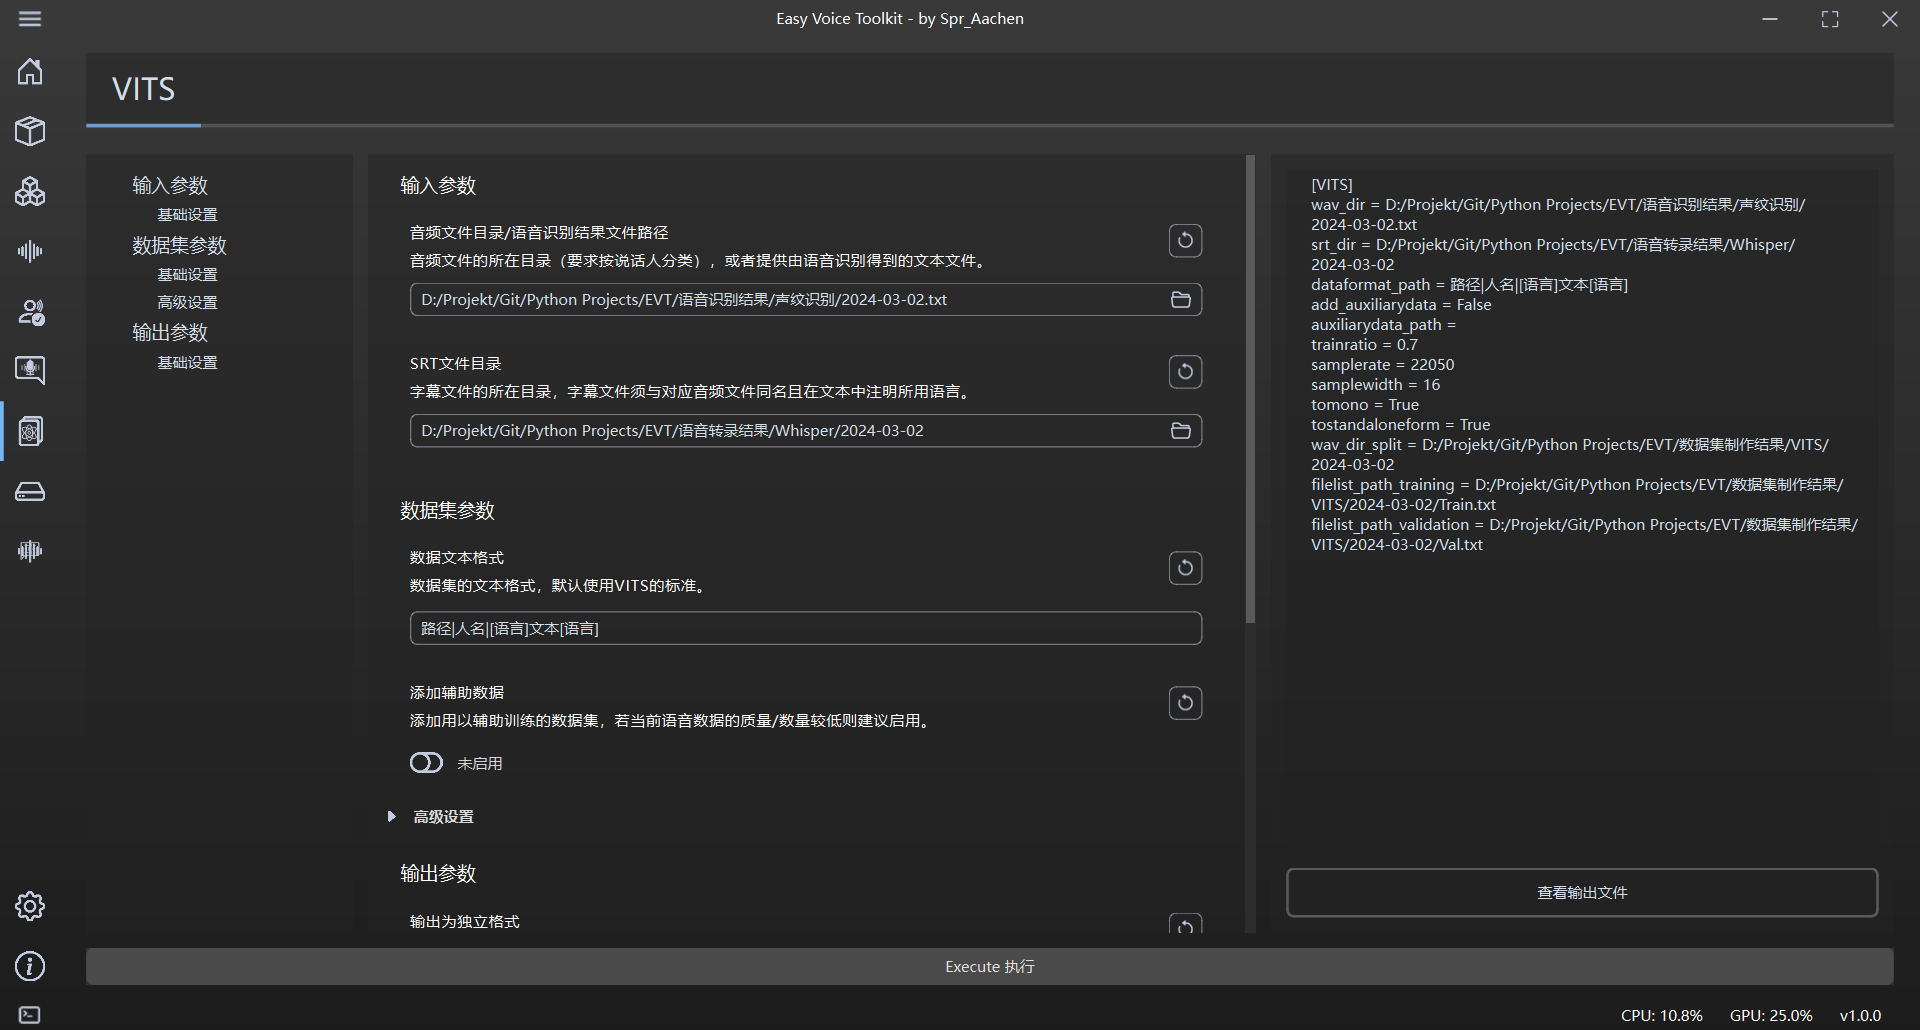 Easy Voice Toolkit - by Spr_Aachen
VITS
输入参数
基础设置
数据集参数
基础设置
高级设置
输出参数
基础设置
输入参数
音频文件目录/语音识别结果文件路径
音频文件的所在目录（要求按说话人分类），或者提供由语音识别得到的文本文件。
D:/Projekt/Git/Python Projects/EVT/语音识别结果/声纹识别/2024-03-02.txt
SRT文件目录
字幕文件的所在目录，字幕文件须与对应音频文件同名且在文本中注明所用语言。
D:/Projekt/Git/Python Projects/EVT/语音转录结果/Whisper/2024-03-02
数据集参数
数据文本格式
数据集的文本格式，默认使用VITS的标准。
路径|人名|[语言]文本[语言]
添加辅助数据
添加用以辅助训练的数据集，若当前语音数据的质量/数量较低则建议启用。
未启用
高级设置
输出参数
输出为独立格式
[VITS]
wav_dir = D:/Projekt/Git/Python Projects/EVT/语音识别结果/声纹识别/
2024-03-02.txt
srt_dir = D:/Projekt/Git/Python Projects/EVT/语音转录结果/Whisper/
2024-03-02
dataformat_path = 路径|人名|[语言]文本[语言]
add_auxiliarydata = False
auxiliarydata_path =
trainratio = 0.7
samplerate = 22050
samplewidth = 16
tomono = True
tostandaloneform = True
wav_dir_split = D:/Projekt/Git/Python Projects/EVT/数据集制作结果/VITS/
2024-03-02
filelist_path_training = D:/Projekt/Git/Python Projects/EVT/数据集制作结果/
VITS/2024-03-02/Train.txt
filelist_path_validation = D:/Projekt/Git/Python Projects/EVT/数据集制作结果/
VITS/2024-03-02/Val.txt
查看输出文件
Execute 执行
CPU: 10.8% GPU: 25.0% v1.0.0